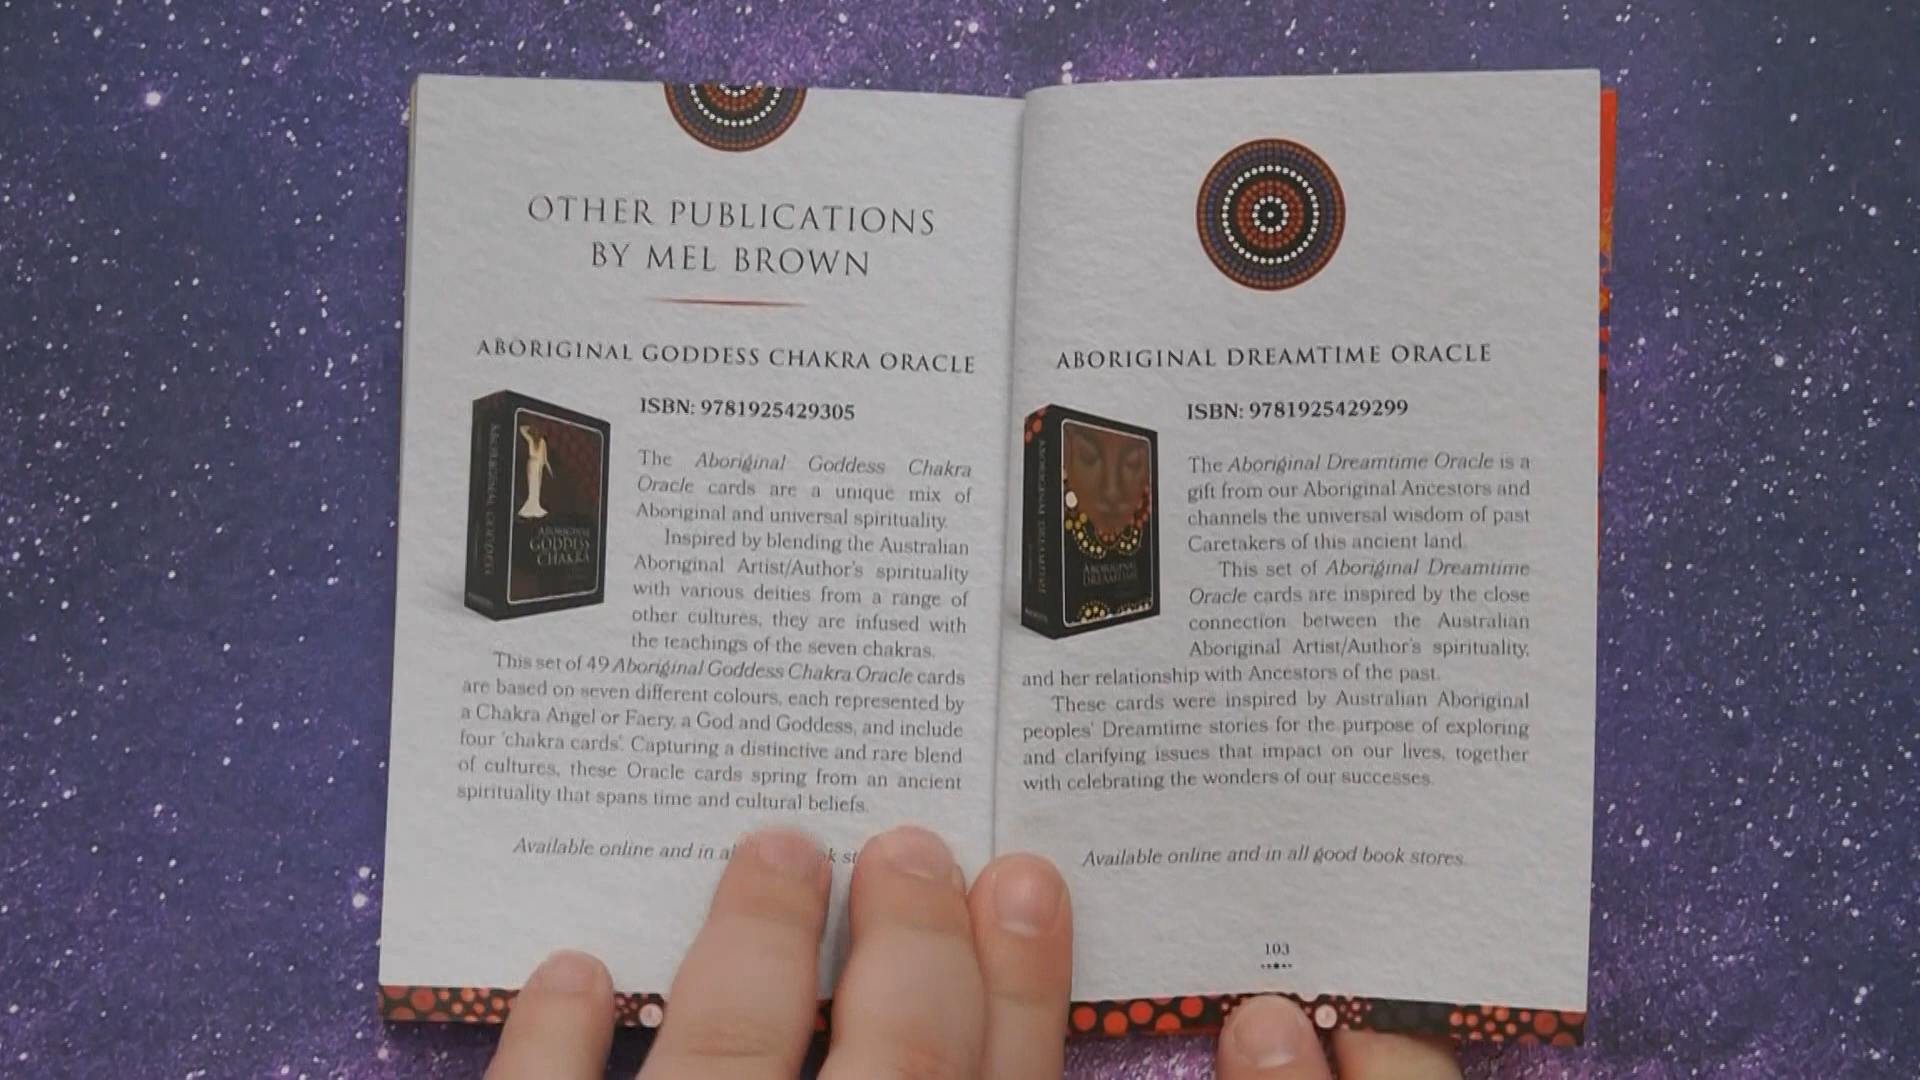 OTHER PUBLICATIONS
BY MEL BROWN
ABORIGINAL GODDESS CHAKRA ORACLE
ISBN: 9781925429305
ABORIGINAL
GODDESS
CHAKRA
The Aboriginal Goddess Chakra
Oracle cards are a unique mix of
Aboriginal and universal spirituality.
Inspired by blending the Australian
Aboriginal Artist/Author's spirituality
with various deities from a range of
other cultures, they are infused with
the teachings of the seven chakras.
This set of 49 Aboriginal Goddess Chakra Oracle cards
are based on seven different colours, each represented by
a Chakra Angel or Faery, a God and Goddess, and include
four 'chakra cards'. Capturing a distinctive and rare blend
of cultures, these Oracle cards spring from an ancient
spirituality that spans time and cultural beliefs.
Available online and in
ABORIGINAL DREAMTIME ORACLE
ISBN: 9781925429299
ABORIGINAL
DREAMTIME
The Aboriginal Dreamtime Oracle is a
gift from our Aboriginal Ancestors and
channels the universal wisdom of past
Caretakers of this ancient land.
This set of Aboriginal Dreamtime
Oracle cards are inspired by the close
connection between the Australian
Aboriginal Artist/Author's spirituality,
and her relationship with Ancestors of the past.
These cards were inspired by Australian Aboriginal
peoples' Dreamtime stories for the purpose of exploring
and clarifying issues that impact on our lives, together
with celebrating the wonders of our successes.
Available online and in all good book stores.
103